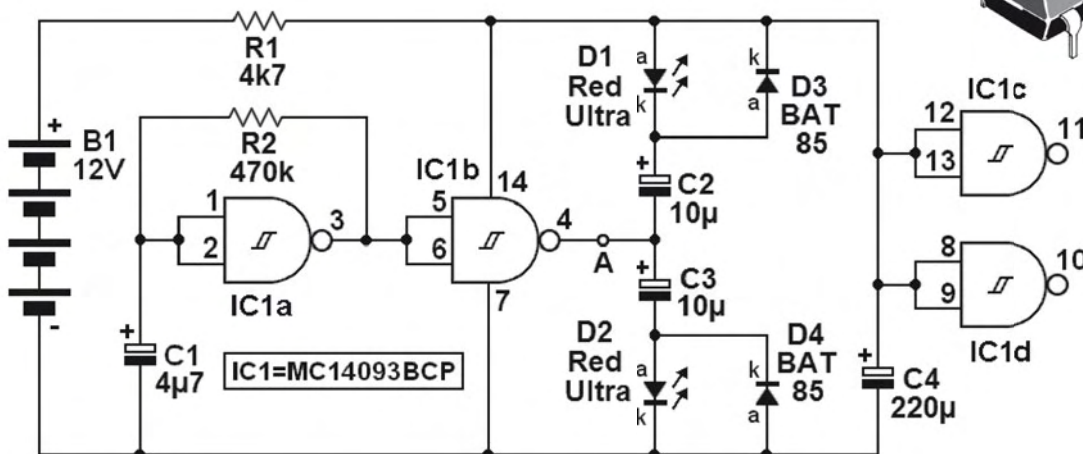 R1
4k7
R2
470k
+
B1
12V
-
1
2
3
IC1a
+
C1
4µ7
IC1=MC14093BCP
IC1b
14
5
6
4
7
A
D1
Red
Ultra
a
k
k
a
D3
BAT
85
+
C2
10µ
+
C3
10µ
D2
Red
Ultra
a
k
k
a
D4
BAT
85
IC1c
12
13
11
8
9
10
IC1d
+
C4
220µ